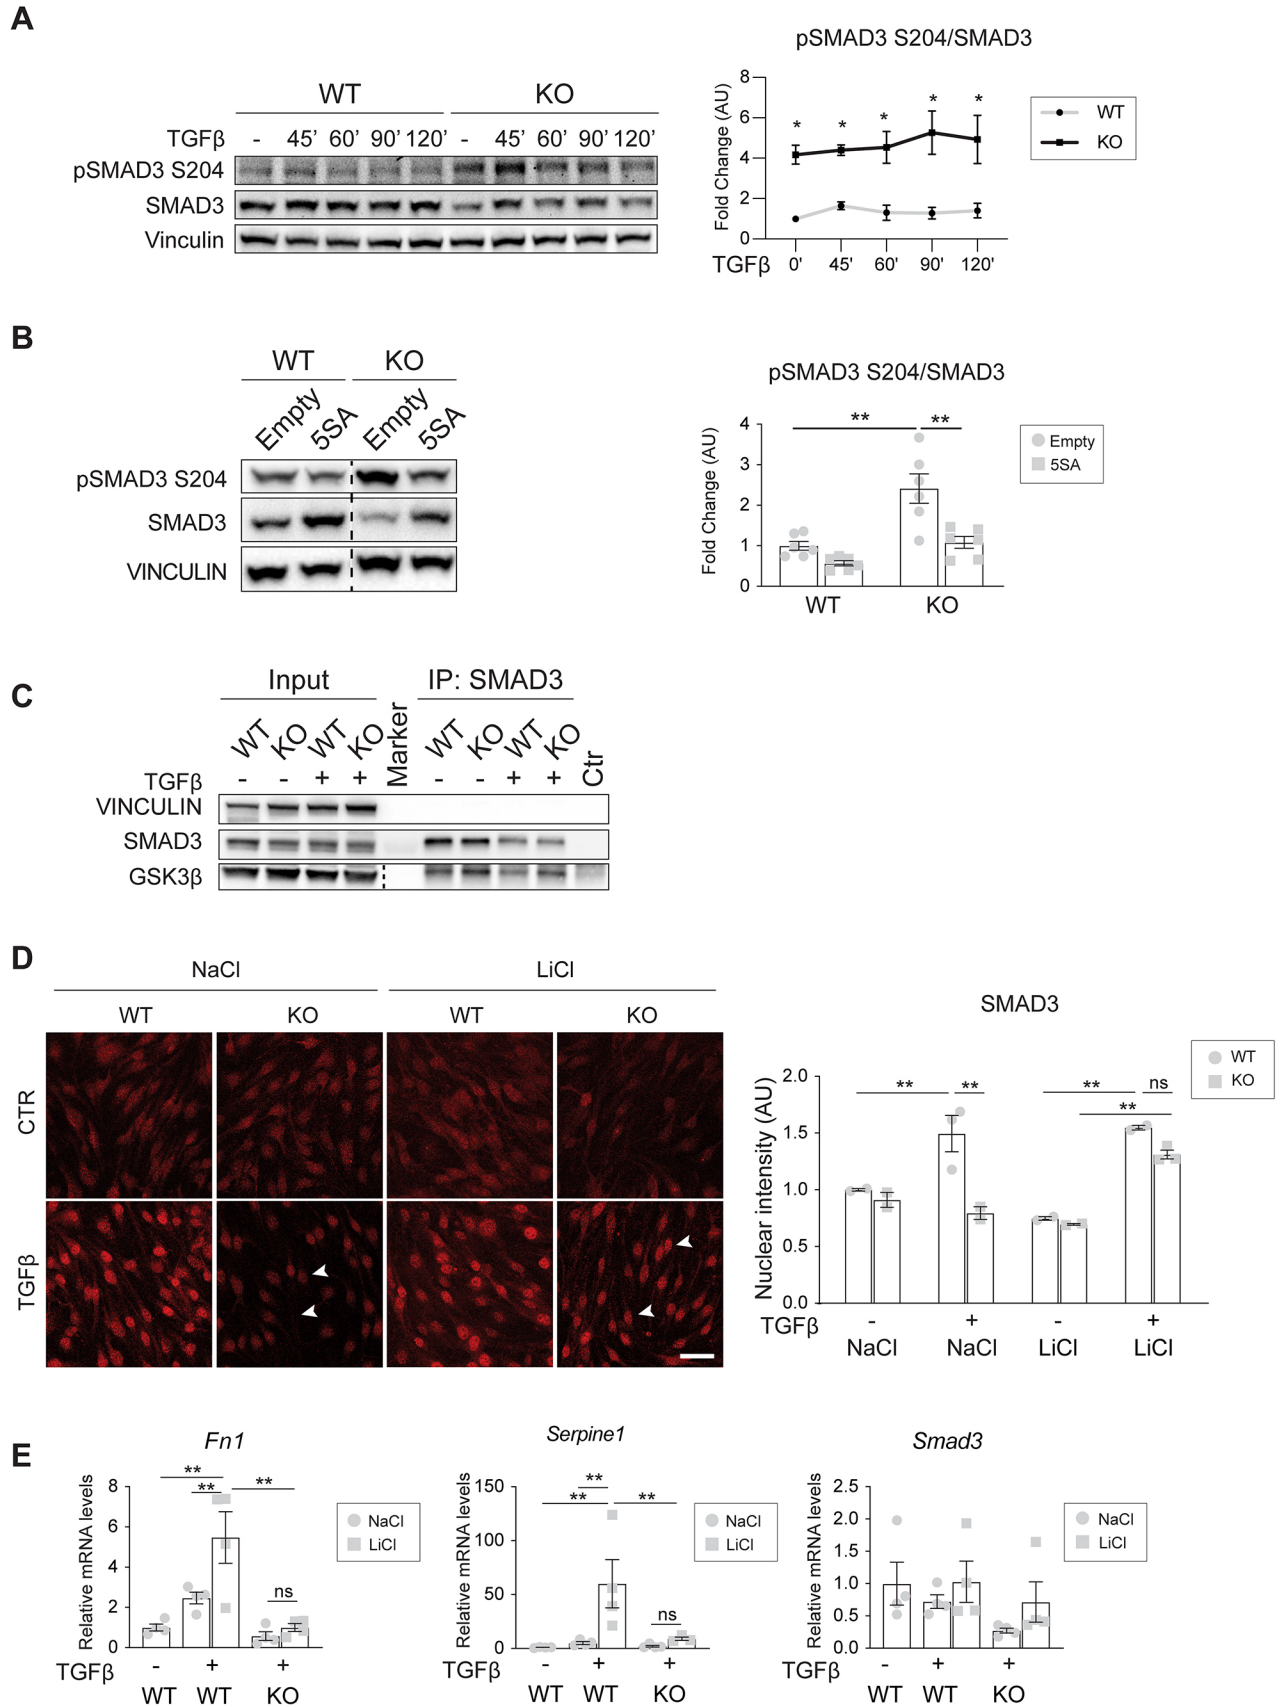 A
pSMAD3 S204/SMAD3
WT KO
TGFβ - 45' 60' 90' 120' - 45' 60' 90' 120'
pSMAD3 S204
SMAD3
Vinculin
Fold Change (AU)
8
6
4
2
0
* * * * *
TGFβ 0' 45' 60' 90' 120'
WT
KO
B
WT KO
Empty 5SA Empty 5SA
pSMAD3 S204
SMAD3
VINCULIN
pSMAD3 S204/SMAD3
Fold Change (AU)
4
3
2
1
0
** **
WT KO
Empty
5SA
C
Input IP: SMAD3
WT KO WT KO Marker WT KO WT KO Ctr
TGFβ - - + + - - + +
VINCULIN
SMAD3
GSK3β
D
NaCl LiCl
WT KO WT KO
CTR
TGFβ
SMAD3
Nuclear intensity (AU)
2.0
1.5
1.0
0.5
0.0
** ** ** ns
**
TGFβ - + - +
NaCl NaCl LiCl LiCl
WT
KO
E
Fn1
Relative mRNA levels
8
6
4
2
0
**
** **
ns
TGFβ - + +
WT WT KO
NaCl
LiCl
Serpine1
Relative mRNA levels
150
100
50
0
**
** **
ns
TGFβ - + +
WT WT KO
NaCl
LiCl
Smad3
Relative mRNA levels
2.5
2.0
1.5
1.0
0.5
0.0
TGFβ - + +
WT WT KO
NaCl
LiCl